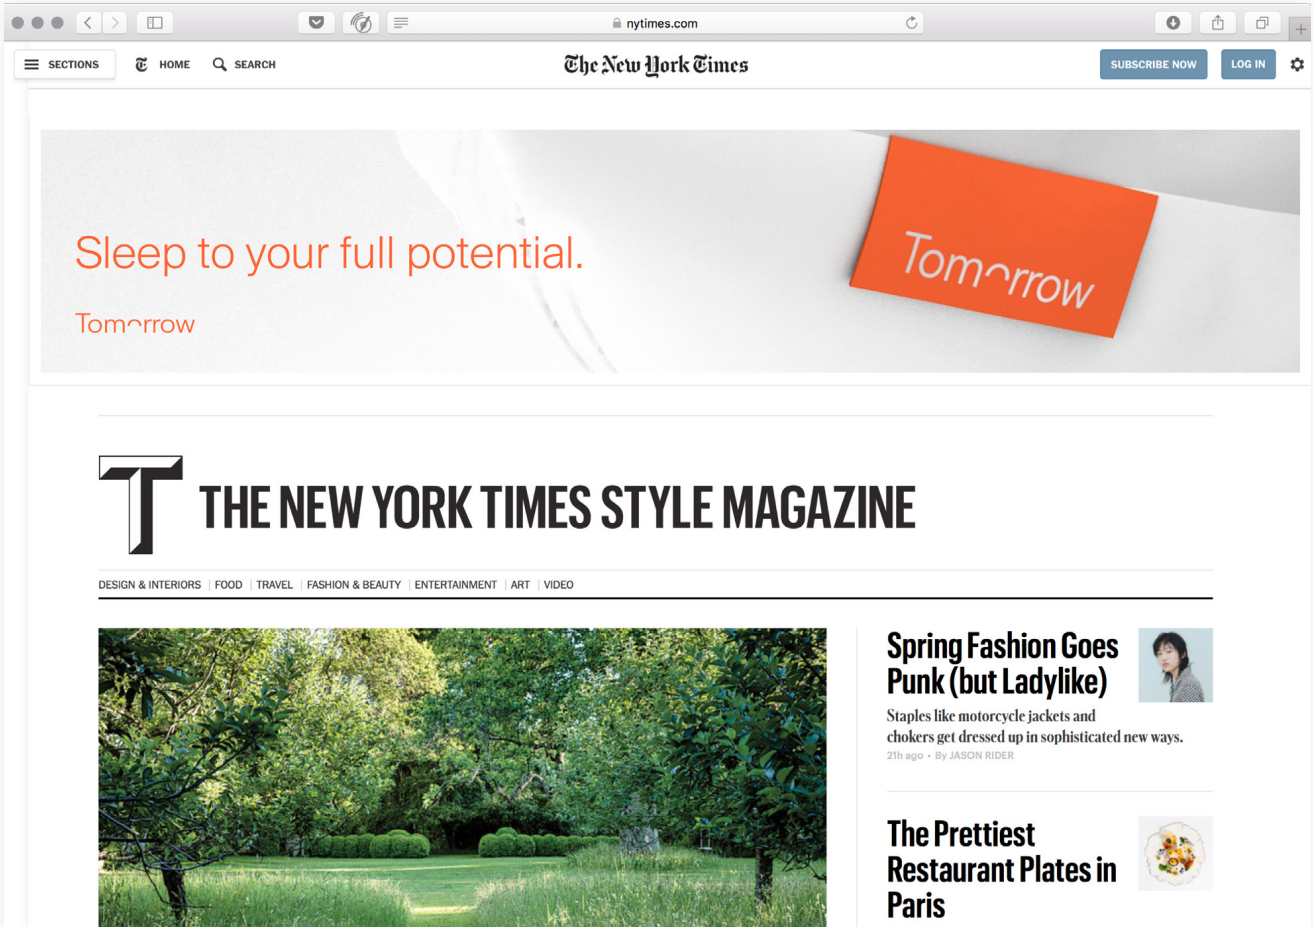 nytimes.com
SECTIONS HOME SEARCH The New York Times SUBSCRIBE NOW LOG IN
Tomorrow
Sleep to your full potential.
Tomorrow
T THE NEW YORK TIMES STYLE MAGAZINE
DESIGN & INTERIORS | FOOD | TRAVEL | FASHION & BEAUTY | ENTERTAINMENT | ART | VIDEO
Spring Fashion Goes
Punk (but Ladylike)
Staples like motorcycle jackets and
chokers get dressed up in sophisticated new ways.
21h ago • By JASON RIDER
The Prettiest
Restaurant Plates in
Paris